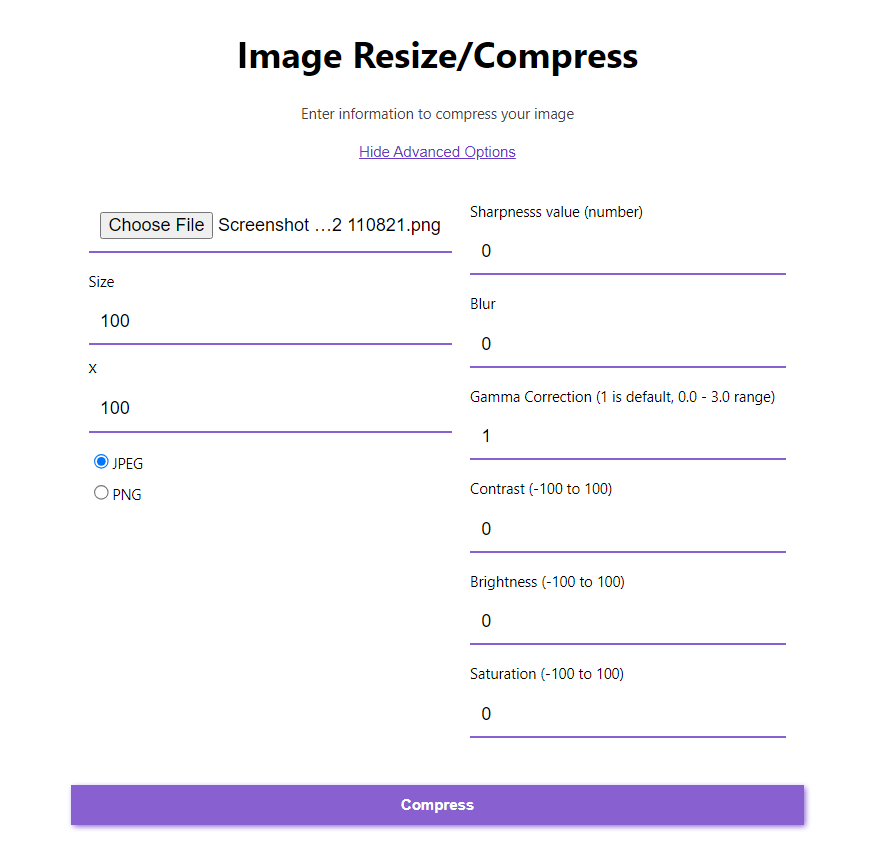 Image Resize/Compress
Enter information to compress your image
Hide Advanced Options
Choose File Screenshot ...2 110821.png
Size
100
x
100
JPEG
PNG
Sharpnesss value (number)
0
Blur
0
Gamma Correction (1 is default, 0.0 - 3.0 range)
1
Contrast (-100 to 100)
0
Brightness (-100 to 100)
0
Saturation (-100 to 100)
0
Compress